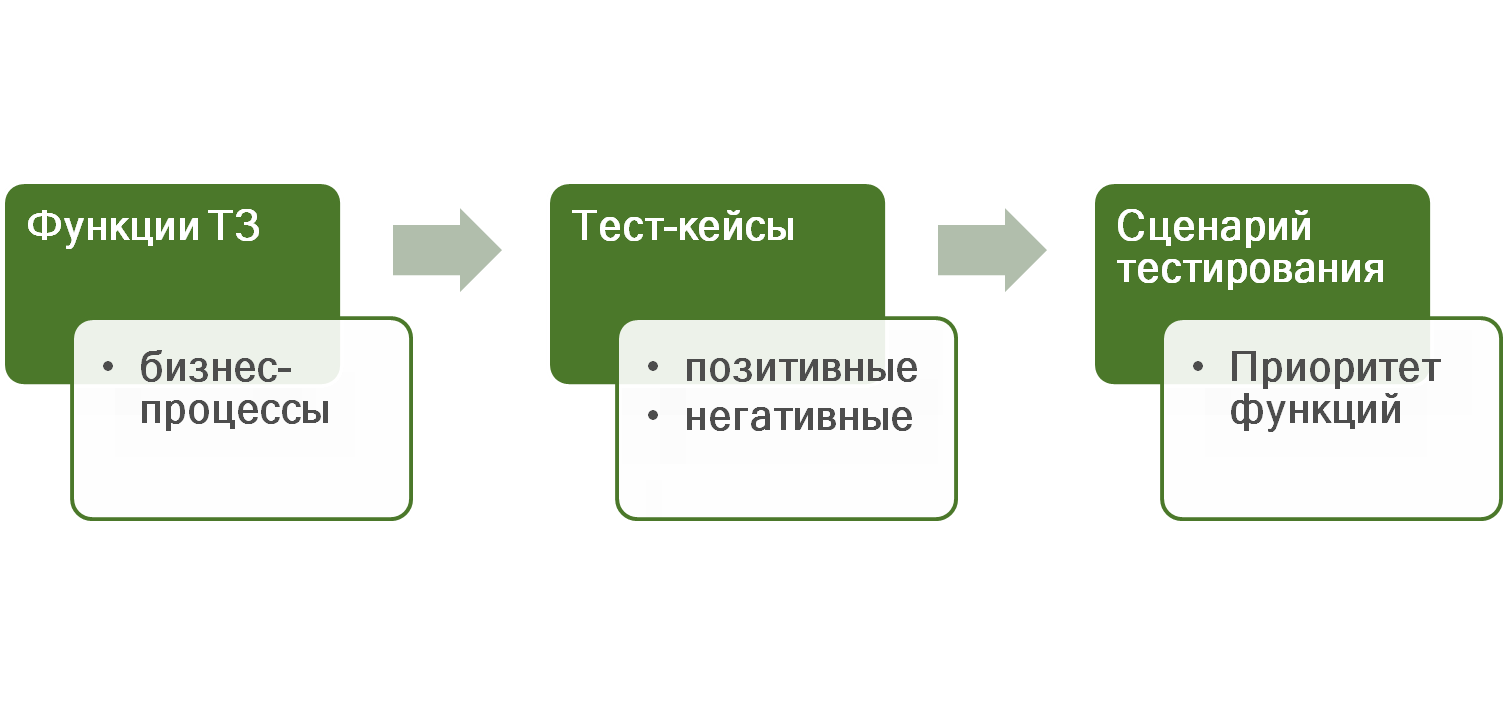 Функции ТЗ
• бизнес-
процессы
Тест-кейсы
• позитивные
• негативные
Сценарий
тестирования
• Приоритет
функций